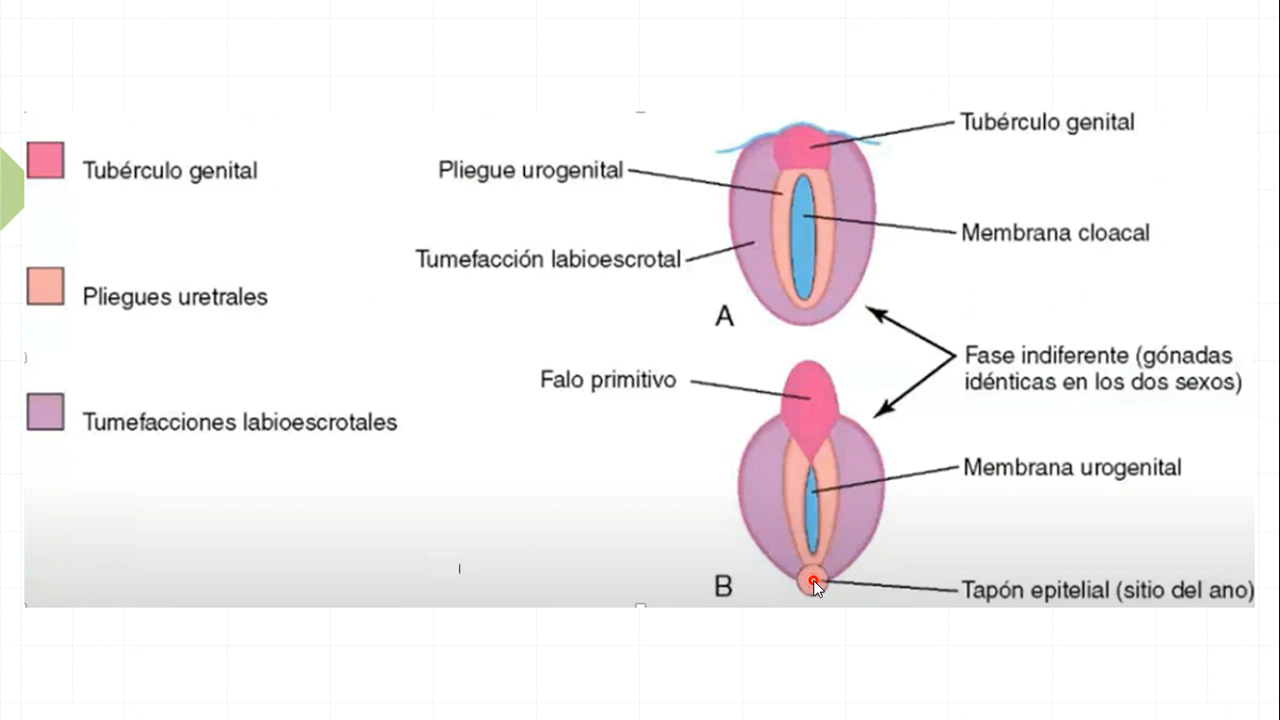 Tubérculo genital
Pliegues uretrales
Tumefacciones labioescrotales
Tubérculo genital
Pliegue urogenital
Membrana cloacal
Tumefacción labioescrotal
A
Fase indiferente (gónadas
idénticas en los dos sexos)
Falo primitivo
Membrana urogenital
B
Tapón epitelial (sitio del ano)